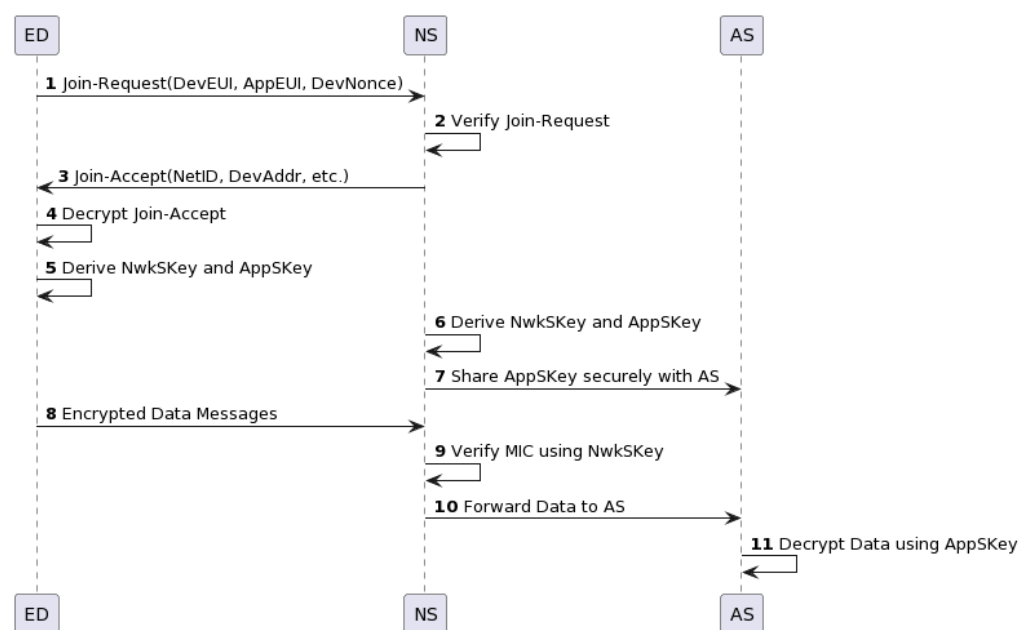 ED NS AS
1 Join-Request(DevEUI, AppEUI, DevNonce)
2 Verify Join-Request
3 Join-Accept(NetID, DevAddr, etc.)
4 Decrypt Join-Accept
5 Derive NwkSKey and AppSKey
6 Derive NwkSKey and AppSKey
7 Share AppSKey securely with AS
8 Encrypted Data Messages
9 Verify MIC using NwkSKey
10 Forward Data to AS
11 Decrypt Data using AppSKey
ED NS AS